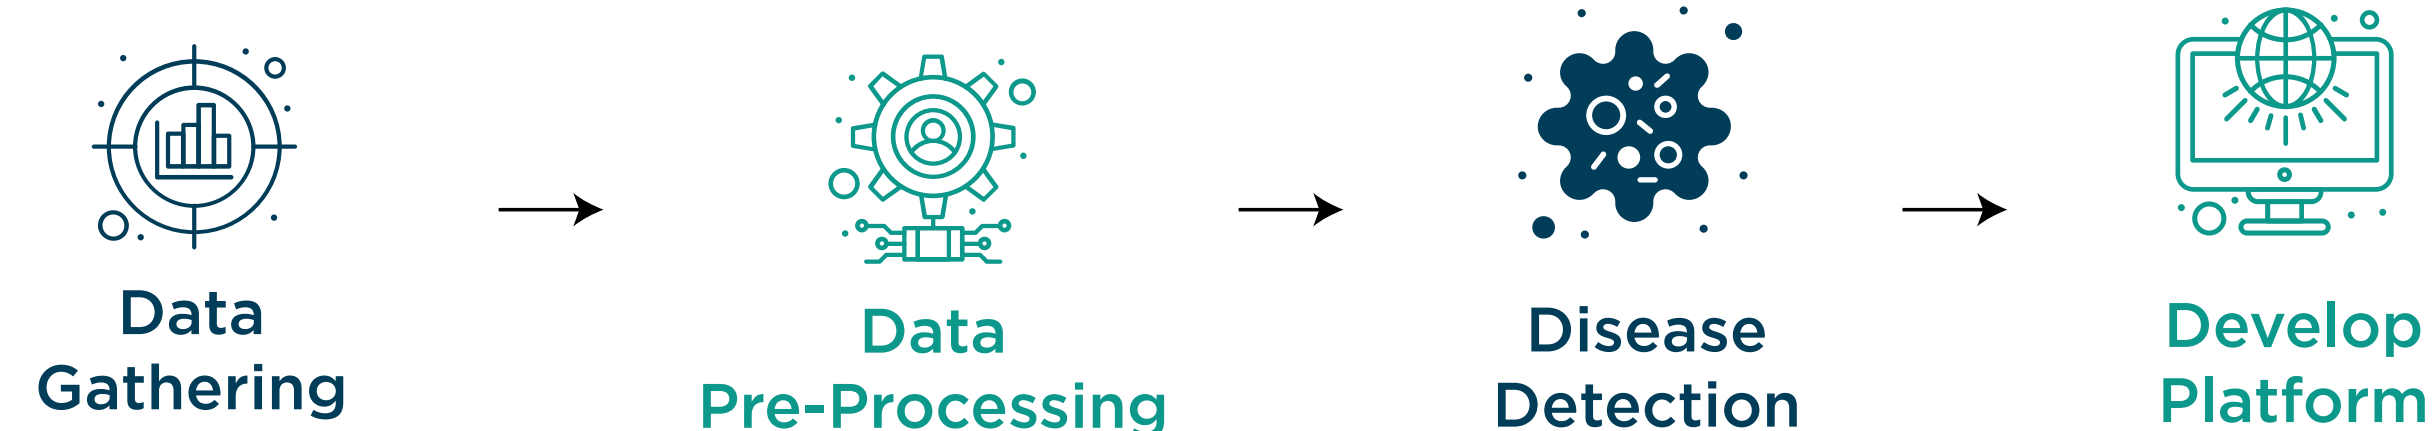 Data
Gathering
Data
Pre-Processing
Disease
Detection
Develop
Platform